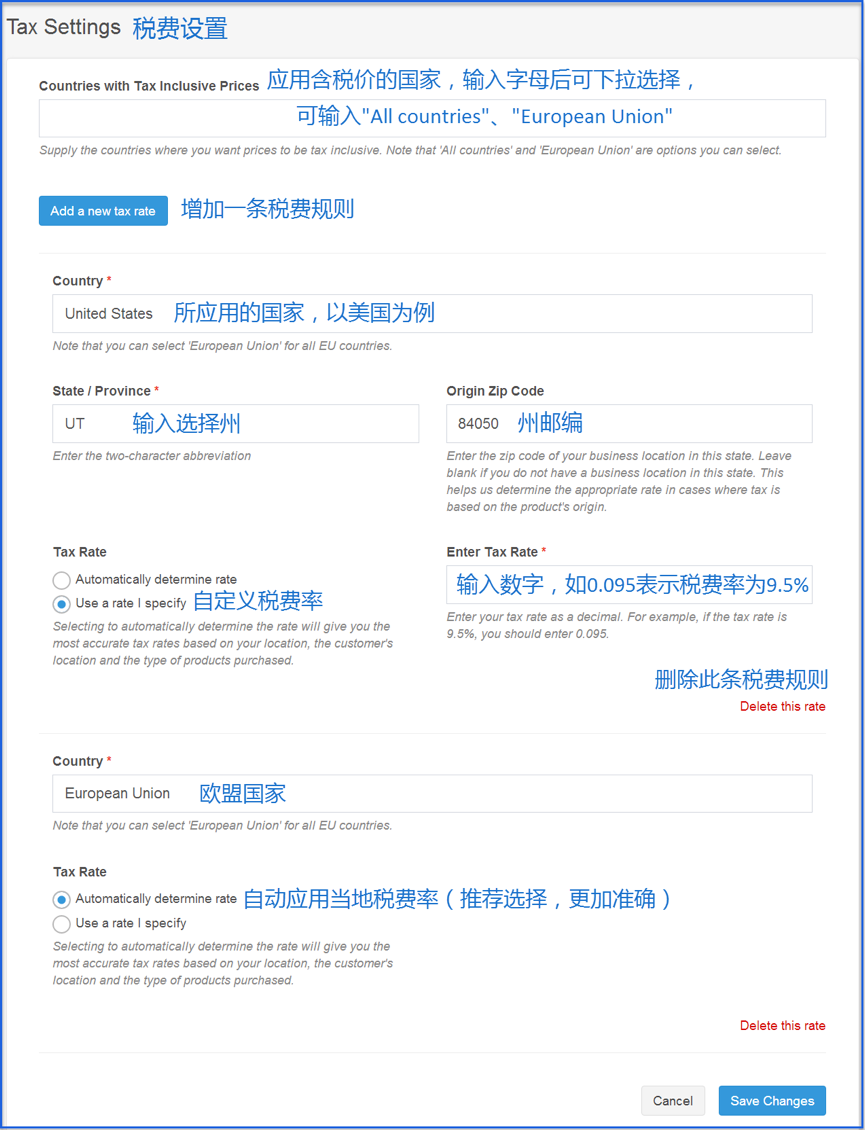 Tax Settings 税费设置
Countries with Tax Inclusive Prices 应用含税价的国家，输入字母后可下拉选择，
可输入"All countries"、"European Union"
Supply the countries where you want prices to be tax inclusive. Note that 'All countries' and 'European Union' are options you can select.
Add a new tax rate 增加一条税费规则
Country *
United States 所应用的国家，以美国为例
Note that you can select 'European Union' for all EU countries.
State / Province *
UT 输入选择州
Enter the two-character abbreviation
Origin Zip Code
84050 州邮编
Enter the zip code of your business location in this state. Leave
blank if you do not have a business location in this state. This
helps us determine the appropriate rate in cases where tax is
based on the product's origin.
Tax Rate
Automatically determine rate
Use a rate I specify 自定义税费率
Selecting to automatically determine the rate will give you the
most accurate tax rates based on your location, the customer's
location and the type of products purchased.
Enter Tax Rate *
输入数字，如0.095表示税费率为9.5%
Enter your tax rate as a decimal. For example, if the tax rate is
9.5%, you should enter 0.095.
删除此条税费规则
Delete this rate
Country *
European Union 欧盟国家
Note that you can select 'European Union' for all EU countries.
Tax Rate
Automatically determine rate 自动应用当地税费率（推荐选择，更加准确）
Use a rate I specify
Selecting to automatically determine the rate will give you the
most accurate tax rates based on your location, the customer's
location and the type of products purchased.
Delete this rate
Cancel Save Changes